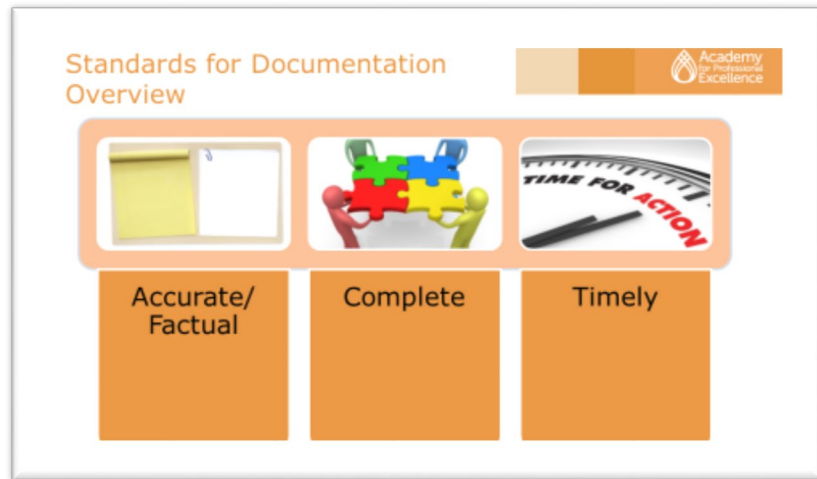 Standards for Documentation
Overview
Academy
for Professional
Excellence
TIME FOR ACTION
Accurate/
Factual
Complete
Timely